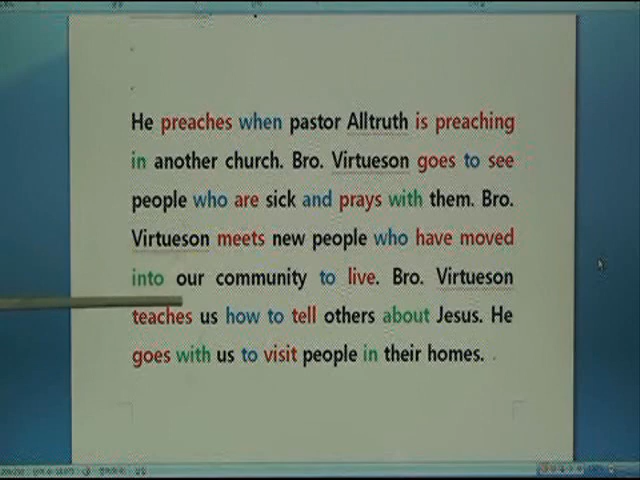 He preaches when pastor Alltruth is preaching
in another church. Bro. Virtueson goes to see
people who are sick and prays with them. Bro.
Virtueson meets new people who have moved
into our community to live. Bro. Virtueson
teaches us how to tell others about Jesus. He
goes with us to visit people in their homes.